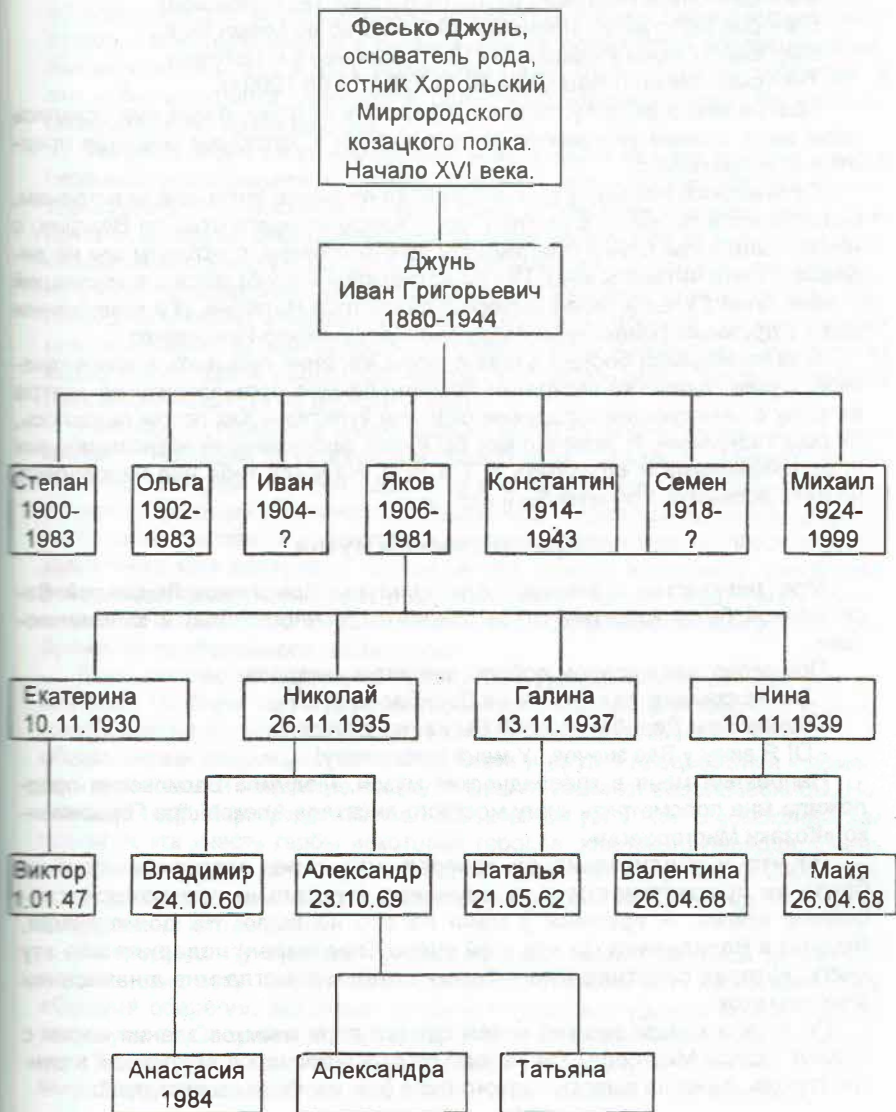 Фесько Джунь,
основатель рода,
сотник Хорольский
Миргородского
козацкого полка.
Начало XVI века.
Джунь
Иван Григорьевич
1880-1944
Степан
1900-
1983
Ольга
1902-
1983
Иван
1904-
?
Яков
1906-
1981
Константин
1914-
1943
Семен
1918-
?
Михаил
1924-
1999
Екатерина
10.11.1930
Николай
26.11.1935
Галина
13.11.1937
Нина
10.11.1939
Виктор
1.01.47
Владимир
24.10.60
Александр
23.10.69
Наталья
21.05.62
Валентина
26.04.68
Майя
26.04.68
Анастасия
1984
Александра
Татьяна